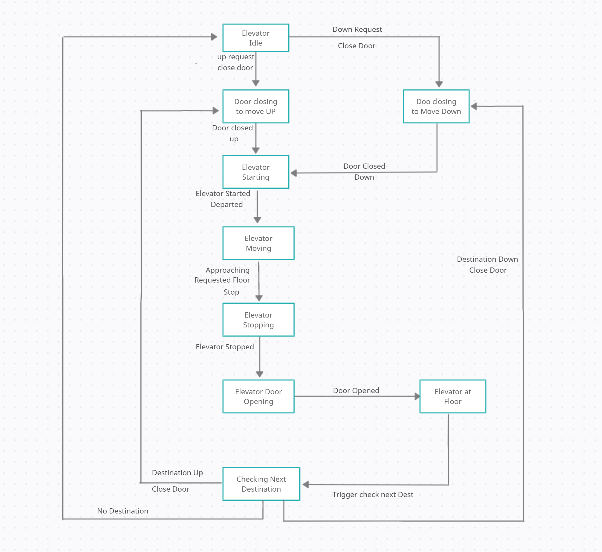 Elevator
Idle
Down Request
Close Door
up request
close door
Door closing
to move UP
Doo closing
to Move Down
Door closed
up
Elevator
Starting
Door Closed
Down
Elevator Started
Departed
Elevator
Moving
Destination Down
Close Door
Approaching
Requested Floor
Stop
Elevator
Stopping
Elevator Stopped
Elevator Door
Opening
Door Opened
Elevator at
Floor
Destination Up
Close Door
Checking Next
Destination
Trigger check next Dest
No Destination